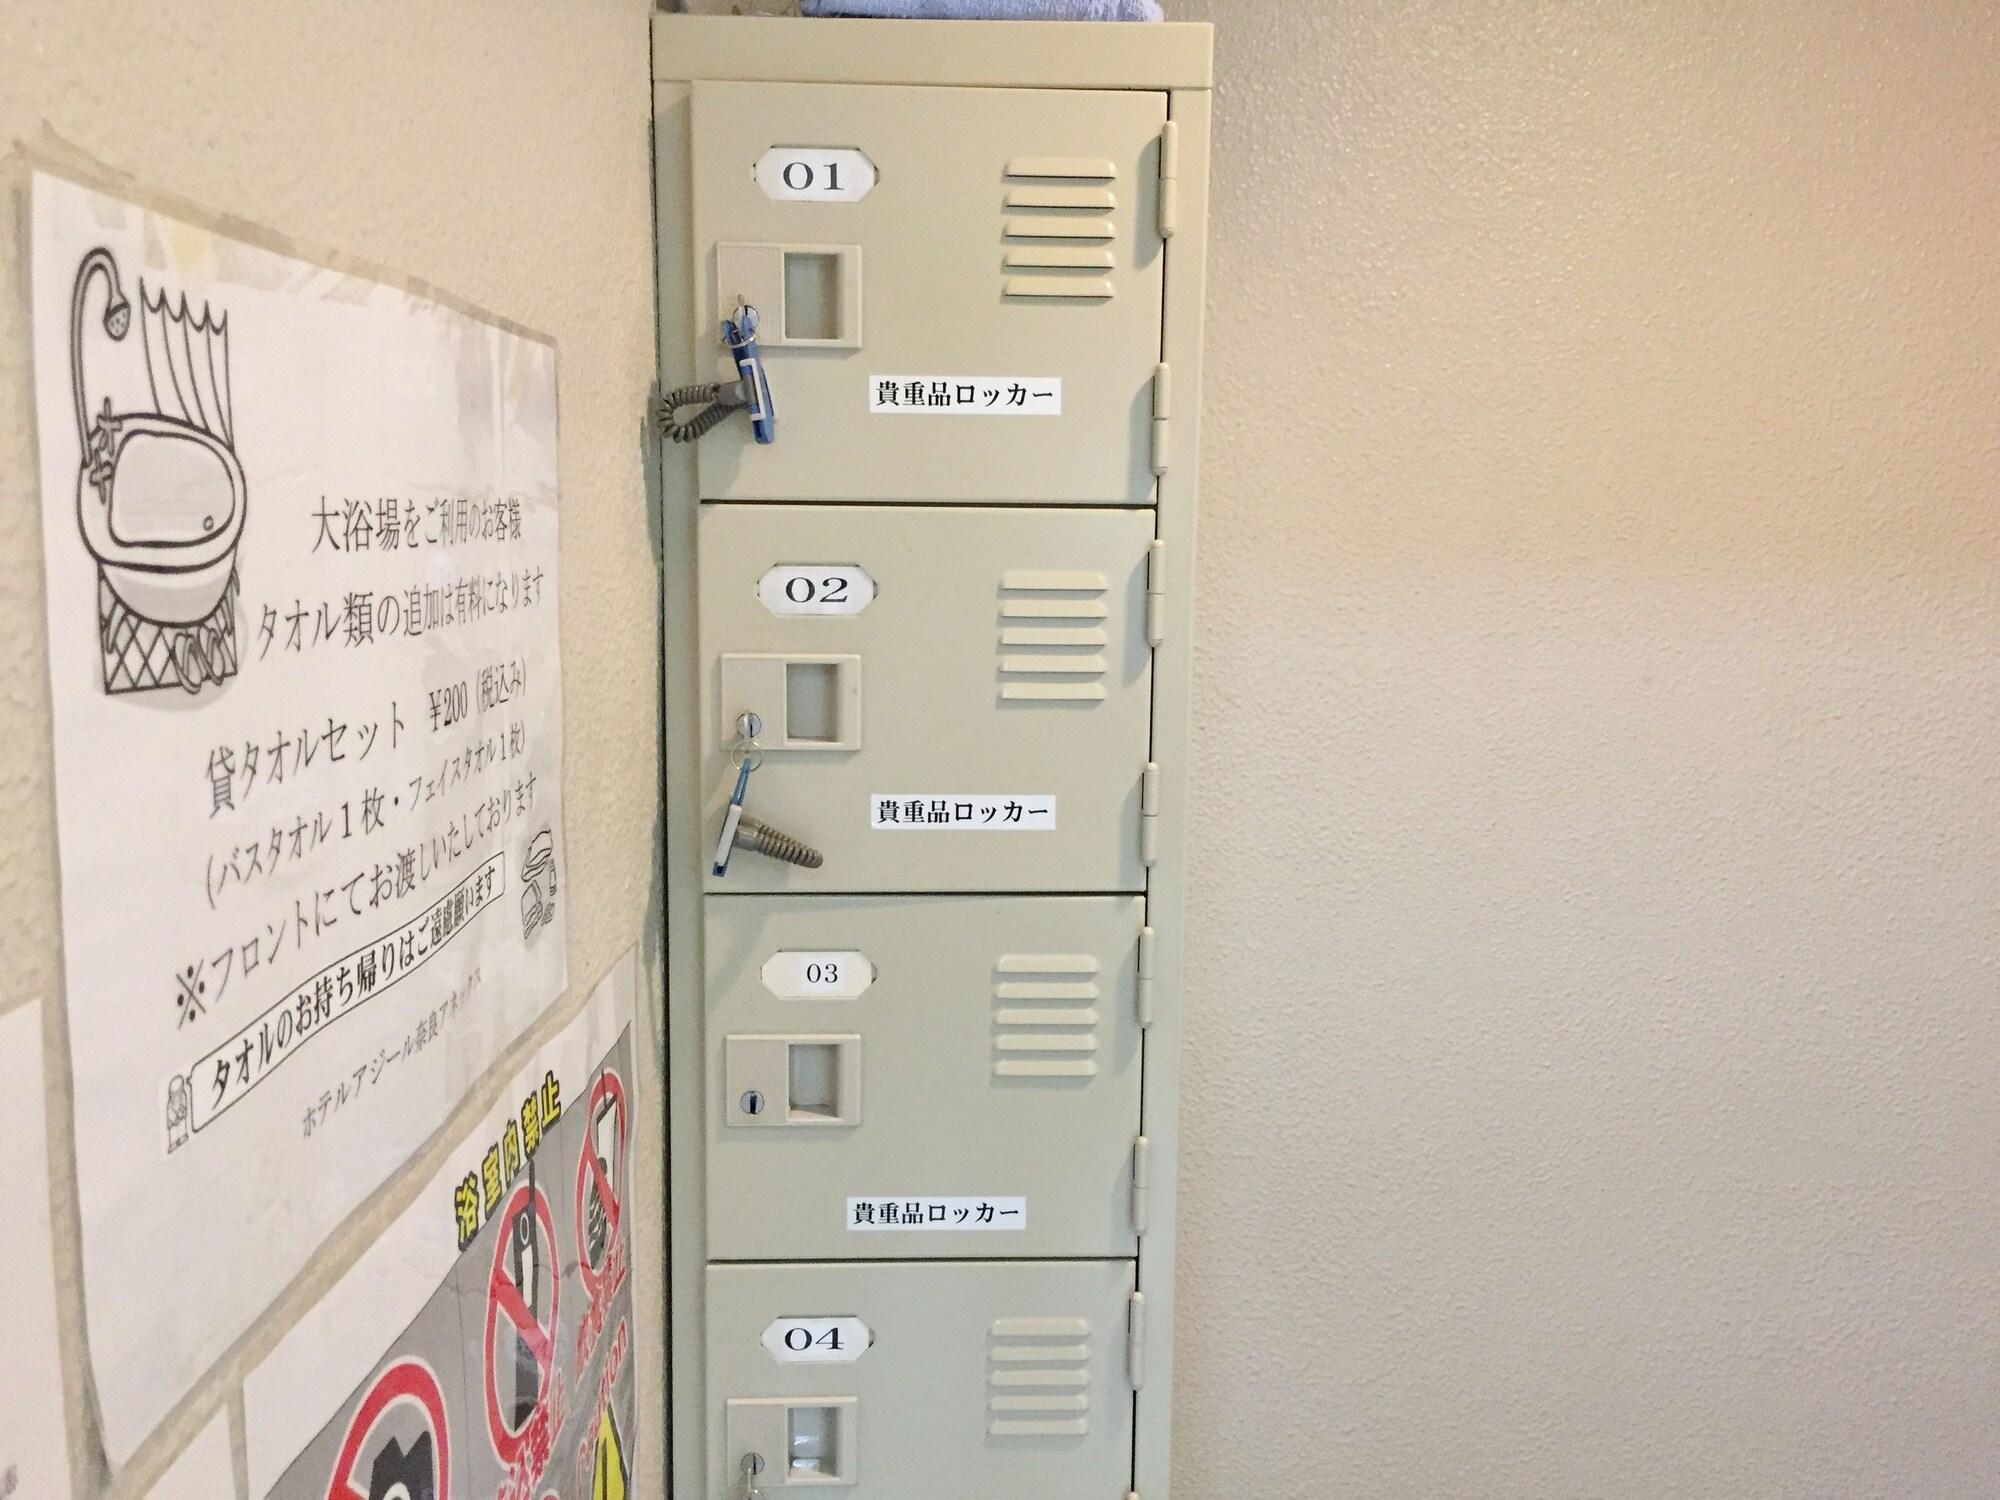 大浴場をご利用のお客様
タオル類の追加は有料になります
貸タオルセット ¥200（税込み）
（バスタオル１枚・フェイスタオル１枚）
※フロントにてお渡しいたしております
タオルのお持ち帰りはご遠慮願います
ホテルアジール奈良アネックス
浴室内禁止
01
貴重品ロッカー
02
貴重品ロッカー
03
貴重品ロッカー
04